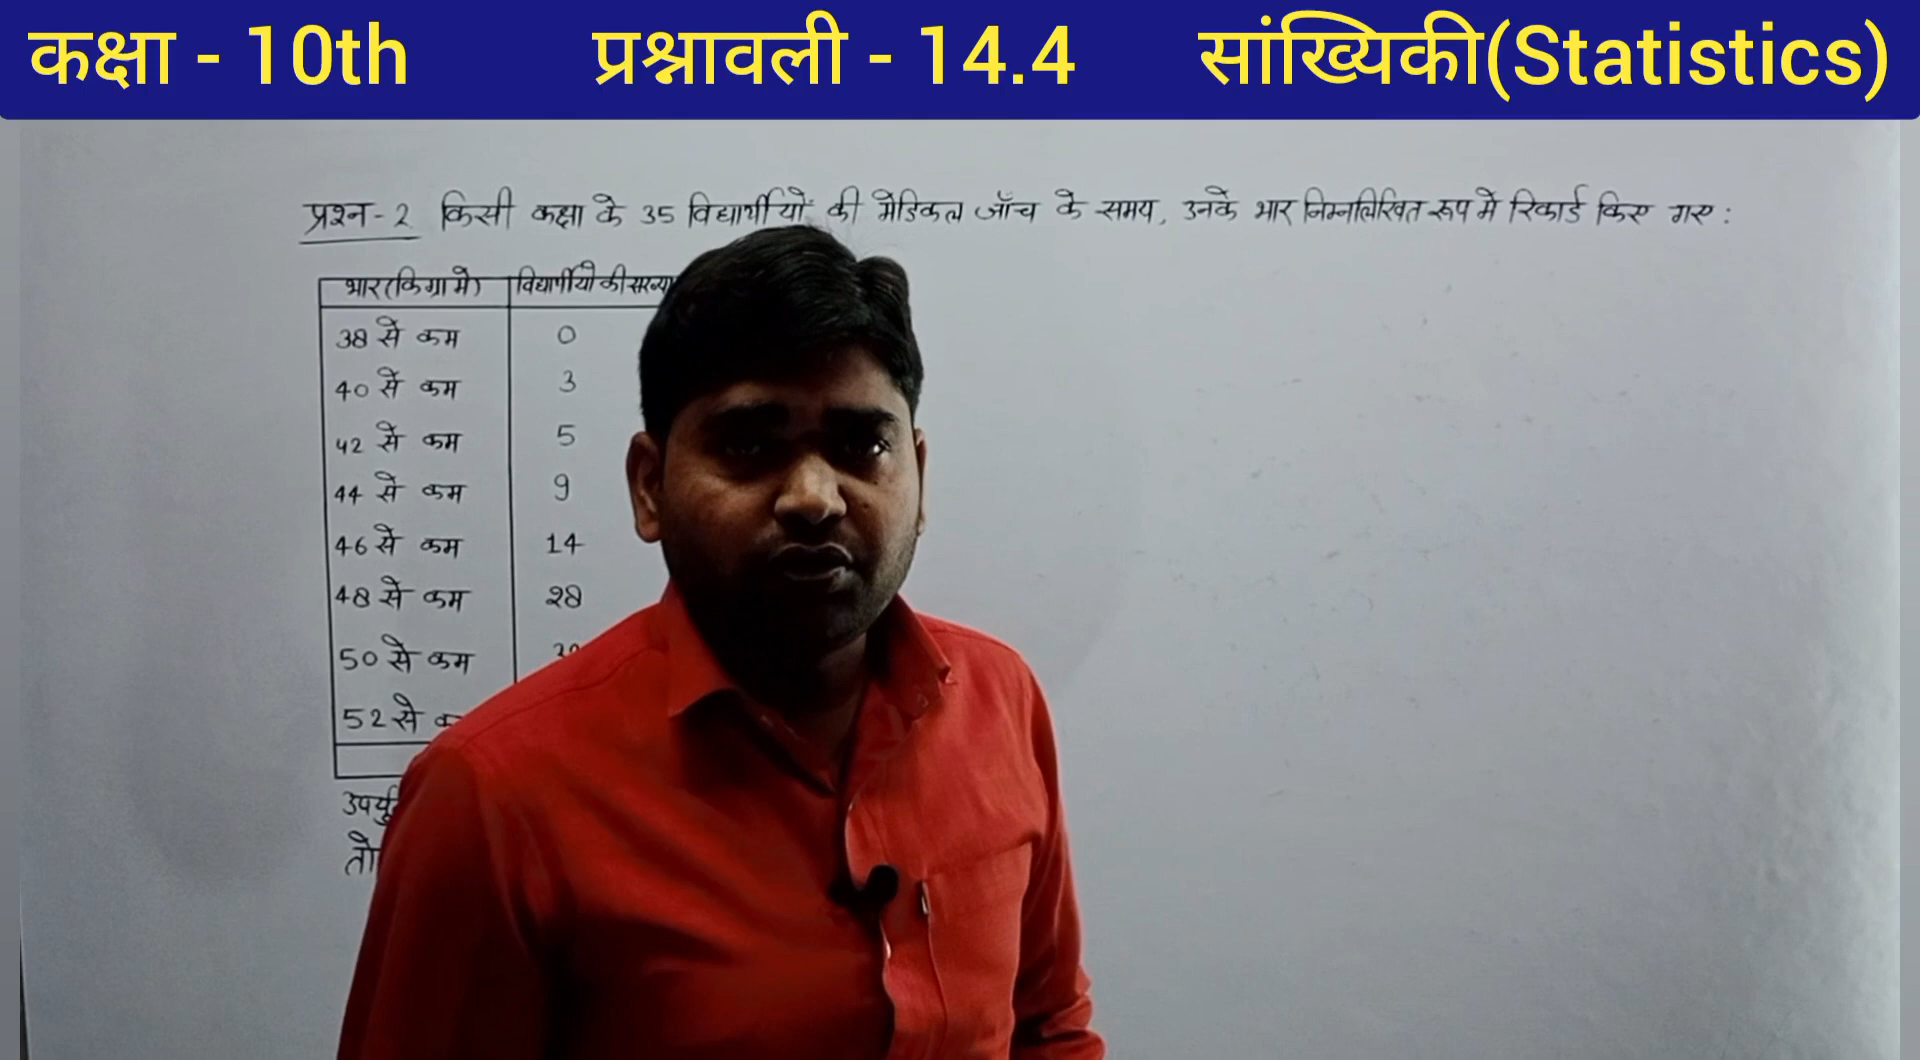 कक्षा - 10th प्रश्नावली - 14.4 सांख्यिकी(Statistics)
प्रश्न-2 किसी कक्षा के 35 विद्यार्थीयों की मेडिकल जाँच के समय, उनके भार निम्नलिखित रूप मे रिकार्ड किए गए :
भार (कि ग्रा मे) विद्यार्थीयो की संख्या
38 से कम 0
40 से कम 3
42 से कम 5
44 से कम 9
46 से कम 14
48 से कम 28
50 से कम
52 से